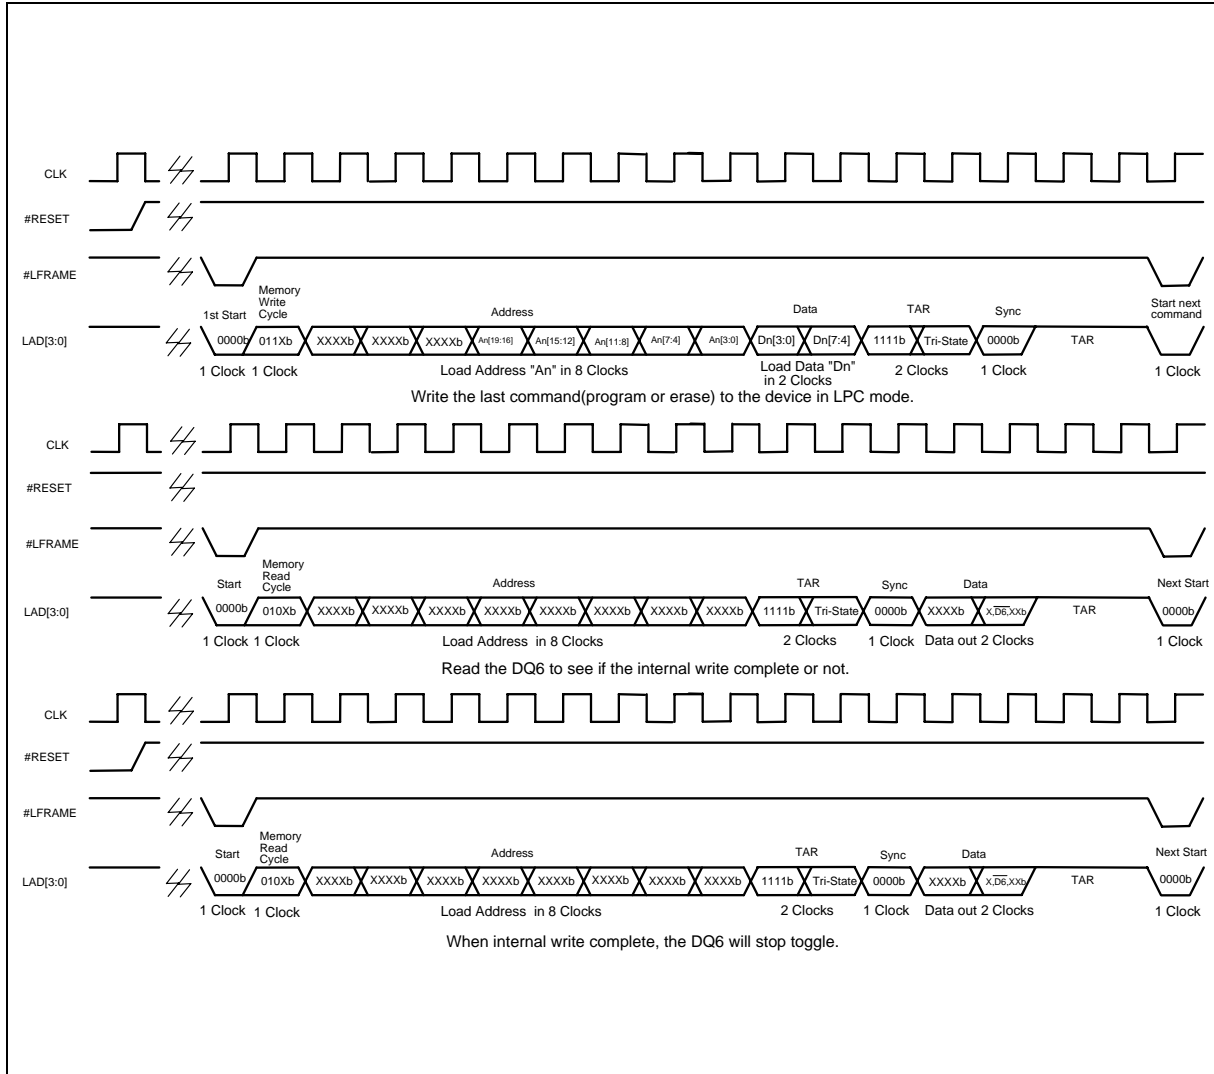 CLK
#RESET
#LFRAME
Memory
Write
Cycle
1st Start Address Data TAR Sync Start next
command
LAD[3:0] 0000b 011Xb XXXXb XXXXb XXXXb An[19:16] An[15:12] An[11:8] An[7:4] An[3:0] Dn[3:0] Dn[7:4] 1111b Tri-State 0000b TAR
1 Clock 1 Clock Load Address "An" in 8 Clocks Load Data "Dn"
in 2 Clocks 2 Clocks 1 Clock 1 Clock
Write the last command(program or erase) to the device in LPC mode.
CLK
#RESET
#LFRAME
Memory
Read
Cycle
Start Address TAR Sync Data Next Start
LAD[3:0] 0000b 010Xb XXXXb XXXXb XXXXb XXXXb XXXXb XXXXb XXXXb XXXXb 1111b Tri-State 0000b XXXXb X,D6,XXb TAR 0000b
1 Clock 1 Clock Load Address in 8 Clocks 2 Clocks 1 Clock Data out 2 Clocks 1 Clock
Read the DQ6 to see if the internal write complete or not.
CLK
#RESET
#LFRAME
Memory
Read
Cycle
Start Address TAR Sync Data Next Start
LAD[3:0] 0000b 010Xb XXXXb XXXXb XXXXb XXXXb XXXXb XXXXb XXXXb XXXXb 1111b Tri-State 0000b XXXXb X,D6,XXb TAR 0000b
1 Clock 1 Clock Load Address in 8 Clocks 2 Clocks 1 Clock Data out 2 Clocks 1 Clock
When internal write complete, the DQ6 will stop toggle.